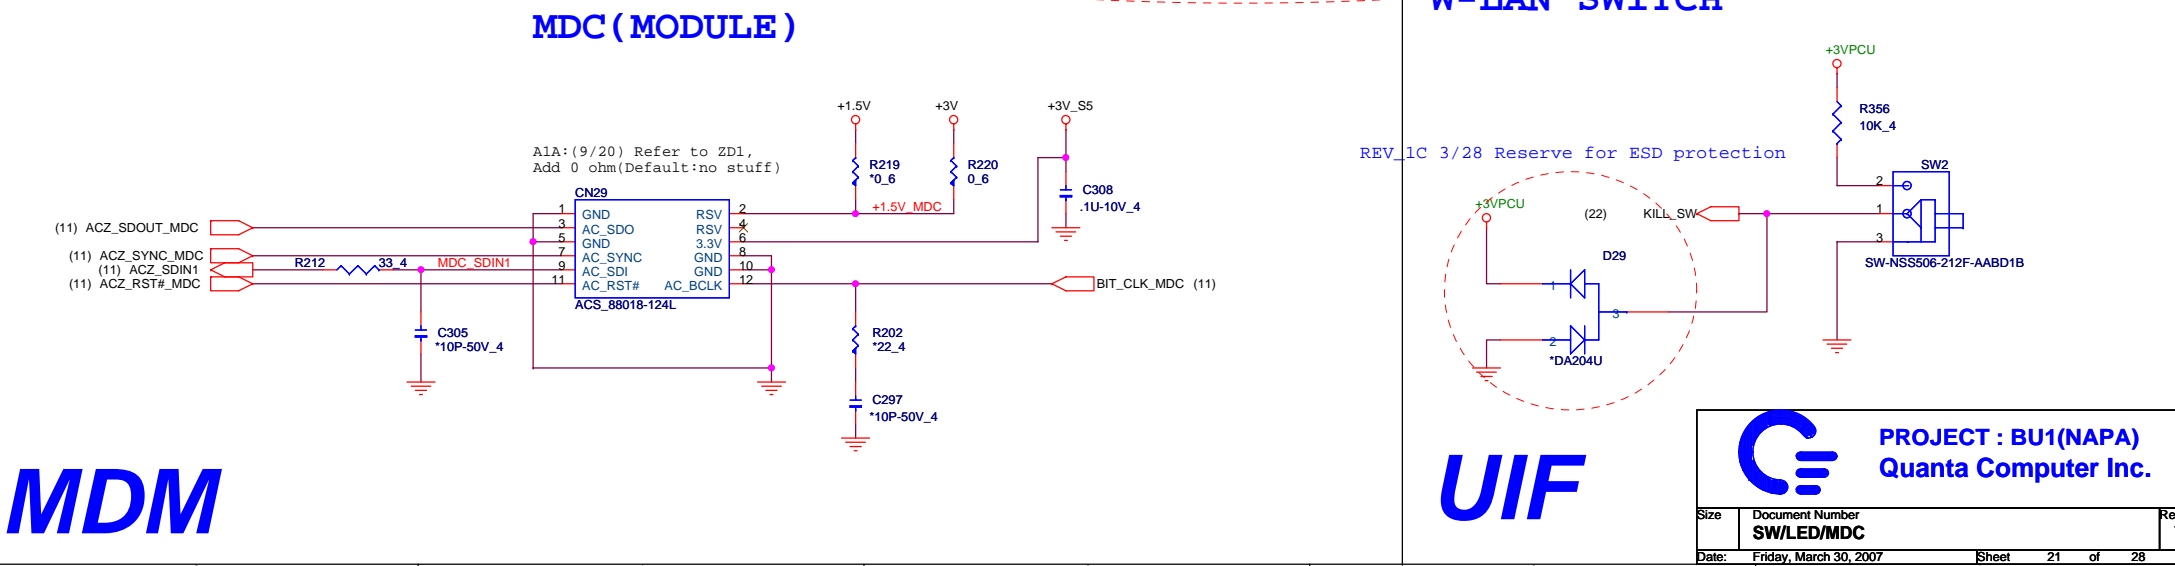 MDC(MODULE)
W-LAN SWITCH
+3VPCU
R356
10K_4
+1.5V
+3V
+3V_S5
A1A:(9/20) Refer to ZD1,
Add 0 ohm(Default:no stuff)
R219
*0_6
R220
0_6
C308
.1U-10V_4
REV_1C 3/28 Reserve for ESD protection
SW2
CN29
+1.5V_MDC
1 GND RSV 2
3 AC_SDO RSV 4
5 GND 3.3V 6
7 AC_SYNC GND 8
9 AC_SDI GND 10
11 AC_RST# AC_BCLK 12
ACS_88018-124L
(11) ACZ_SDOUT_MDC
(11) ACZ_SYNC_MDC
(11) ACZ_SDIN1
(11) ACZ_RST#_MDC
R212 33_4 MDC_SDIN1
BIT_CLK_MDC (11)
C305
*10P-50V_4
R202
*22_4
C297
*10P-50V_4
+3VPCU
(22) KILL_SW
2
1
3
SW-NSS506-212F-AABD1B
D29
1
3
2
*DA204U
MDM
UIF
PROJECT : BU1(NAPA)
Quanta Computer Inc.
Size Document Number
SW/LED/MDC
Date: Friday, March 30, 2007 Sheet 21 of 28